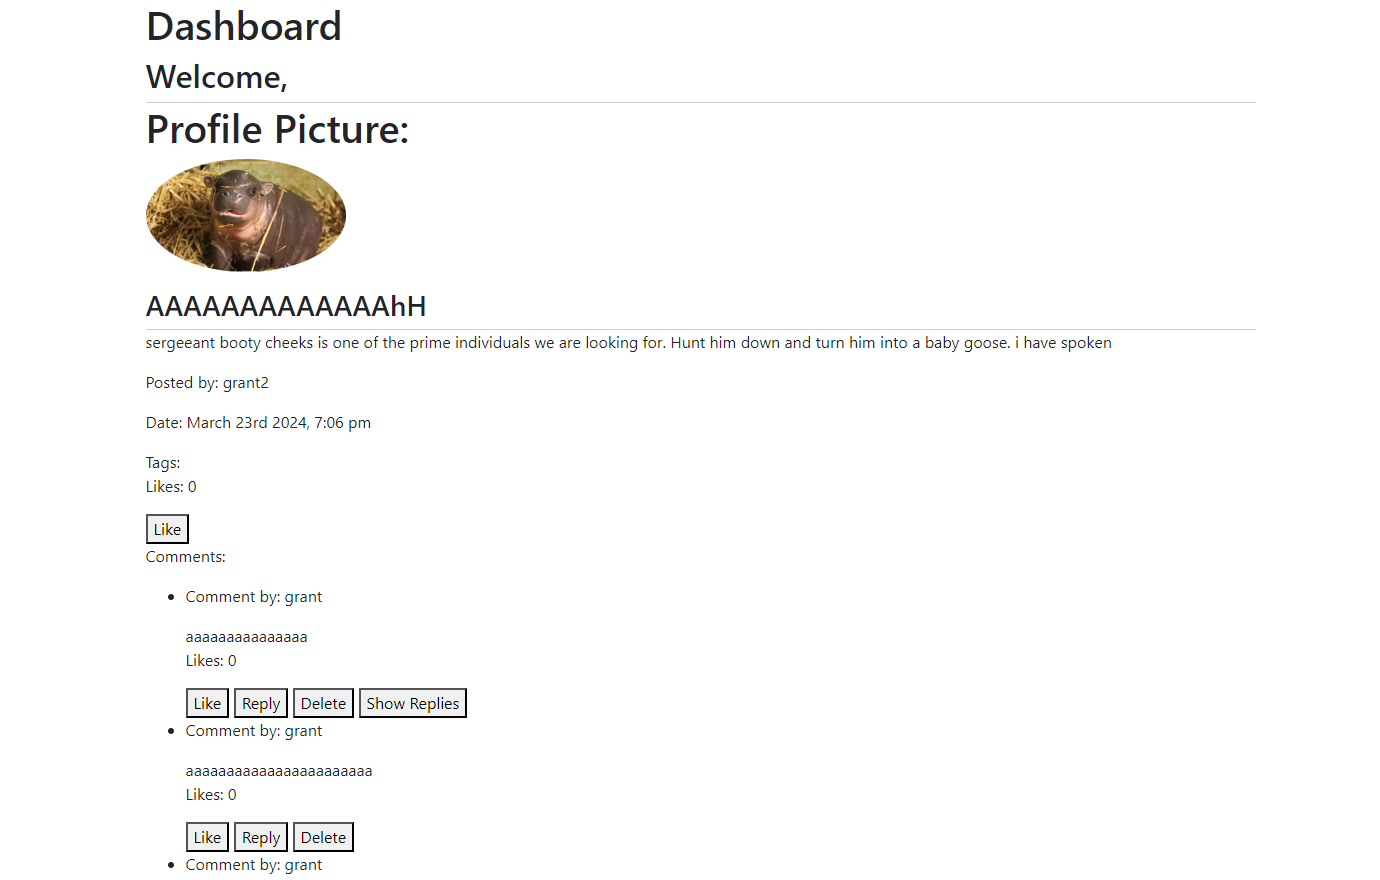 Dashboard
Welcome,
Profile Picture:
AAAAAAAAAAAAAhH
sergeeant booty cheeks is one of the prime individuals we are looking for. Hunt him down and turn him into a baby goose. i have spoken
Posted by: grant2
Date: March 23rd 2024, 7:06 pm
Tags:
Likes: 0
Like
Comments:
Comment by: grant
aaaaaaaaaaaaaaa
Likes: 0
Like Reply Delete Show Replies
Comment by: grant
aaaaaaaaaaaaaaaaaaaaaaa
Likes: 0
Like Reply Delete
Comment by: grant